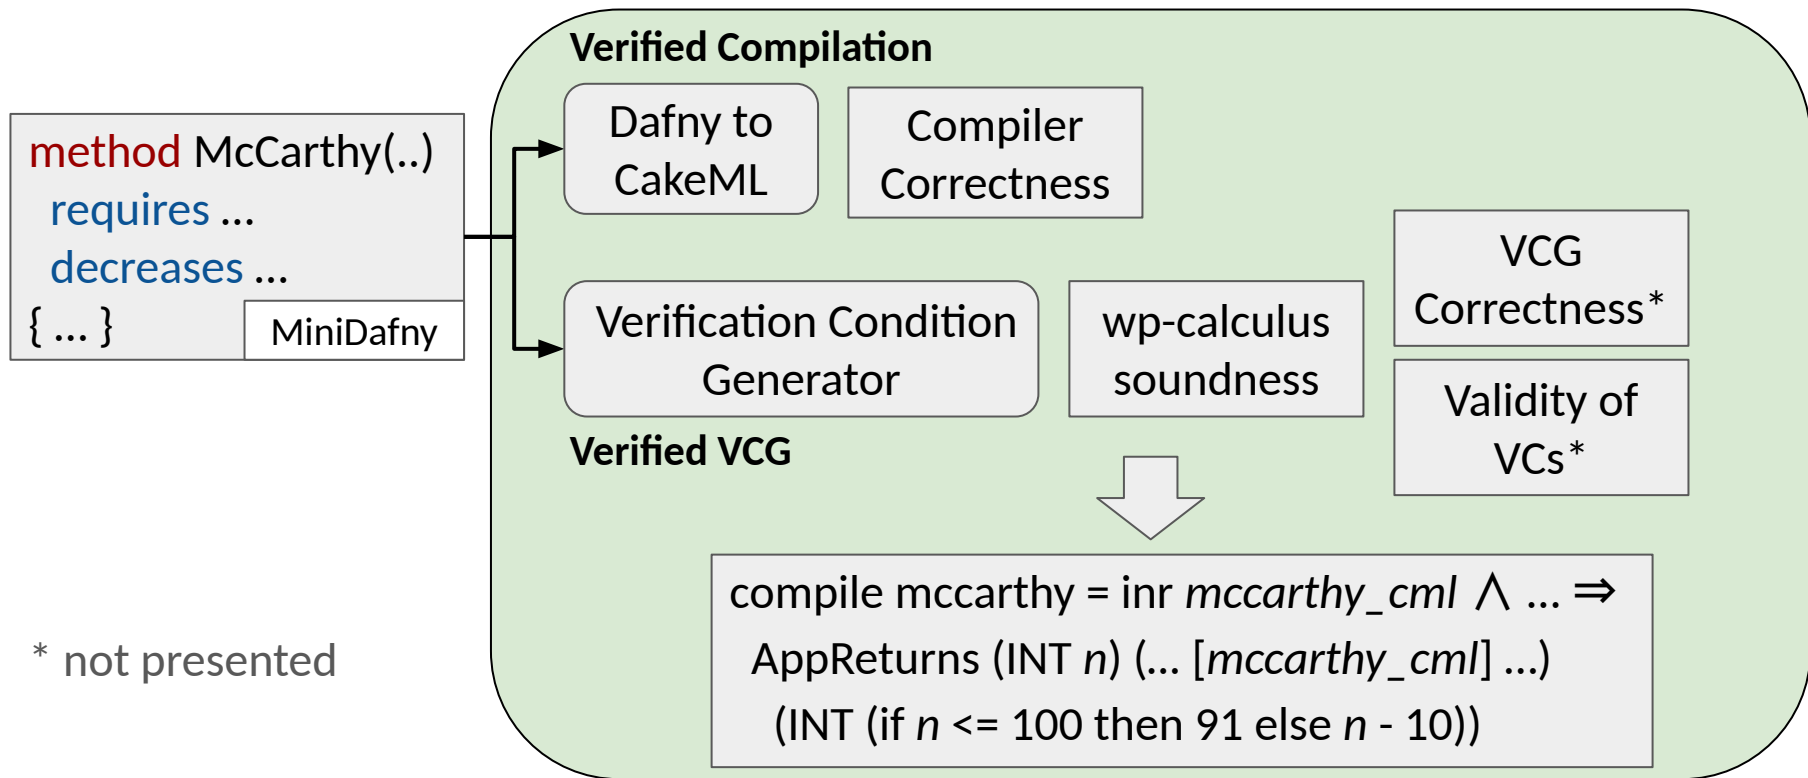 Verified Compilation
method McCarthy(..)
requires ...
decreases ...
{ ... }
MiniDafny
Dafny to
CakeML
Compiler
Correctness
Verification Condition
Generator
wp-calculus
soundness
VCG
Correctness*
Validity of
VCs*
Verified VCG
compile mccarthy = inr mccarthy_cml ∧ ... ⇒
AppReturns (INT n) (... [mccarthy_cml] ...)
(INT (if n <= 100 then 91 else n - 10))
* not presented